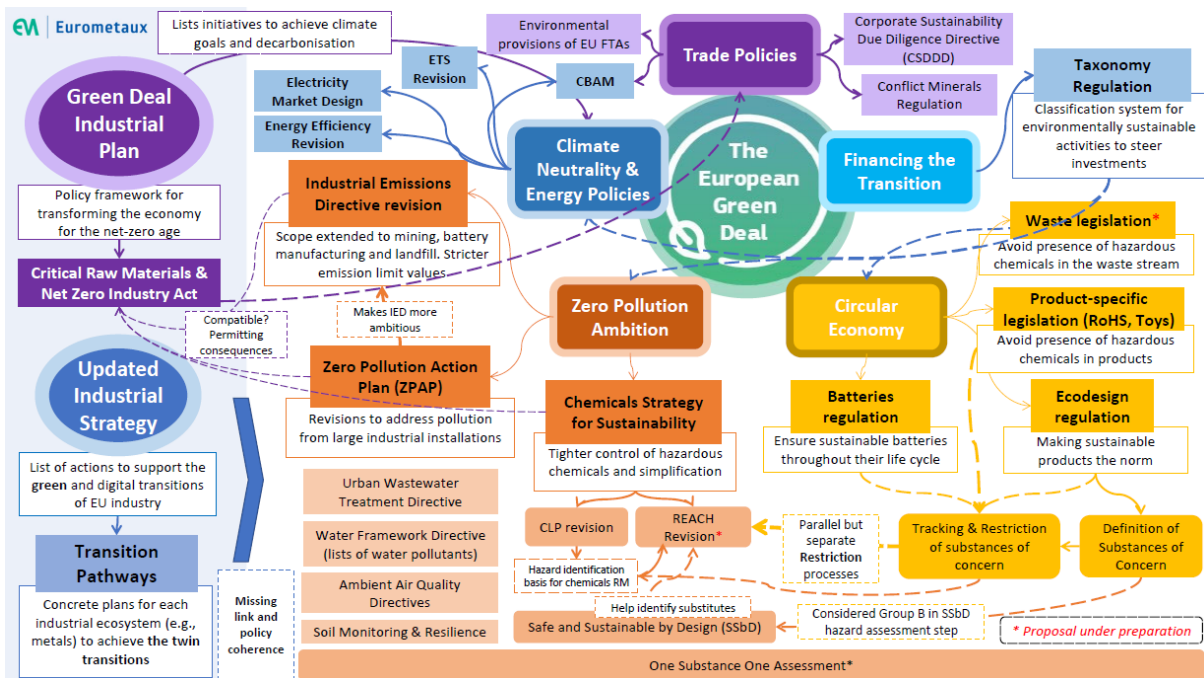 Eurometaux
Lists initiatives to achieve climate
goals and decarbonisation
Green Deal
Industrial
Plan
Policy framework for
transforming the economy
for the net-zero age
Critical Raw Materials &
Net Zero Industry Act
Updated
Industrial
Strategy
List of actions to support the
green and digital transitions
of EU industry
Transition
Pathways
Concrete plans for each
industrial ecosystem (e.g.,
metals) to achieve the twin
transitions
Missing
link and
policy
coherence
Environmental
provisions of EU FTAs
Trade Policies
Corporate Sustainability
Due Diligence Directive
(CSDDD)
Conflict Minerals
Regulation
ETS
Revision
CBAM
Electricity
Market Design
Energy Efficiency
Revision
Climate
Neutrality &
Energy Policies
The
European
Green
Deal
Financing the
Transition
Taxonomy
Regulation
Classification system for
environmentally sustainable
activities to steer
investments
Industrial Emissions
Directive revision
Scope extended to mining, battery
manufacturing and landfill. Stricter
emission limit values.
Makes IED more
ambitious
Compatible?
Permitting
consequences
Zero Pollution Action
Plan (ZPAP)
Revisions to address pollution
from large industrial installations
Zero Pollution
Ambition
Circular
Economy
Waste legislation*
Avoid presence of hazardous
chemicals in the waste stream
Product-specific
legislation (RoHS, Toys)
Avoid presence of hazardous
chemicals in products
Chemicals Strategy
for Sustainability
Tighter control of hazardous
chemicals and simplification
Batteries
regulation
Ensure sustainable batteries
throughout their life cycle
Ecodesign
regulation
Making sustainable
products the norm
Urban Wastewater
Treatment Directive
Water Framework Directive
(lists of water pollutants)
Ambient Air Quality
Directives
Soil Monitoring & Resilience
CLP revision
REACH
Revision*
Hazard identification
basis for chemicals RM
Help identify substitutes
Safe and Sustainable by Design (SSbD)
Parallel but
separate
Restriction
processes
Tracking & Restriction
of substances of
concern
Definition of
Substances of
Concern
Considered Group B in SSbD
hazard assessment step
* Proposal under preparation
One Substance One Assessment*